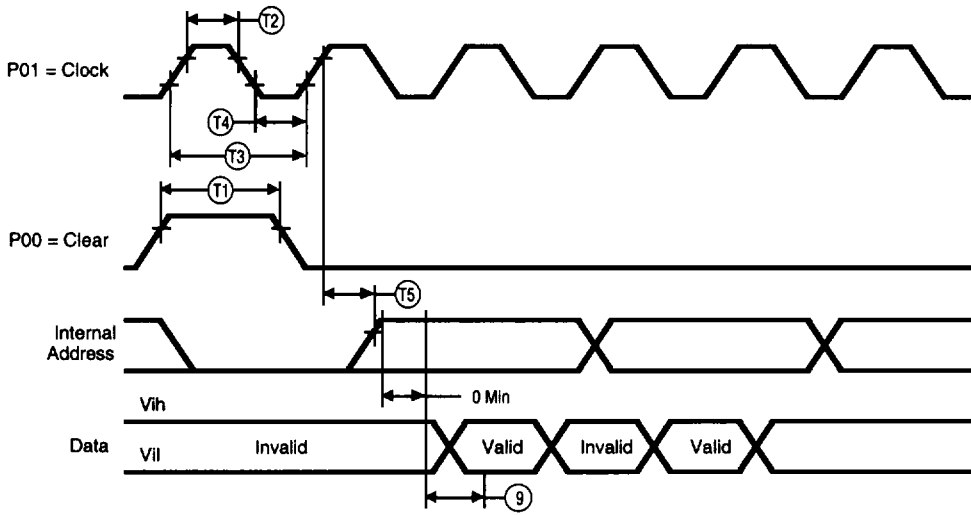 T2
P01 = Clock
T4
T3
T1
P00 = Clear
T5
Internal
Address
0 Min
Vih
Data
Vil
Invalid
Valid
Invalid
Valid
9